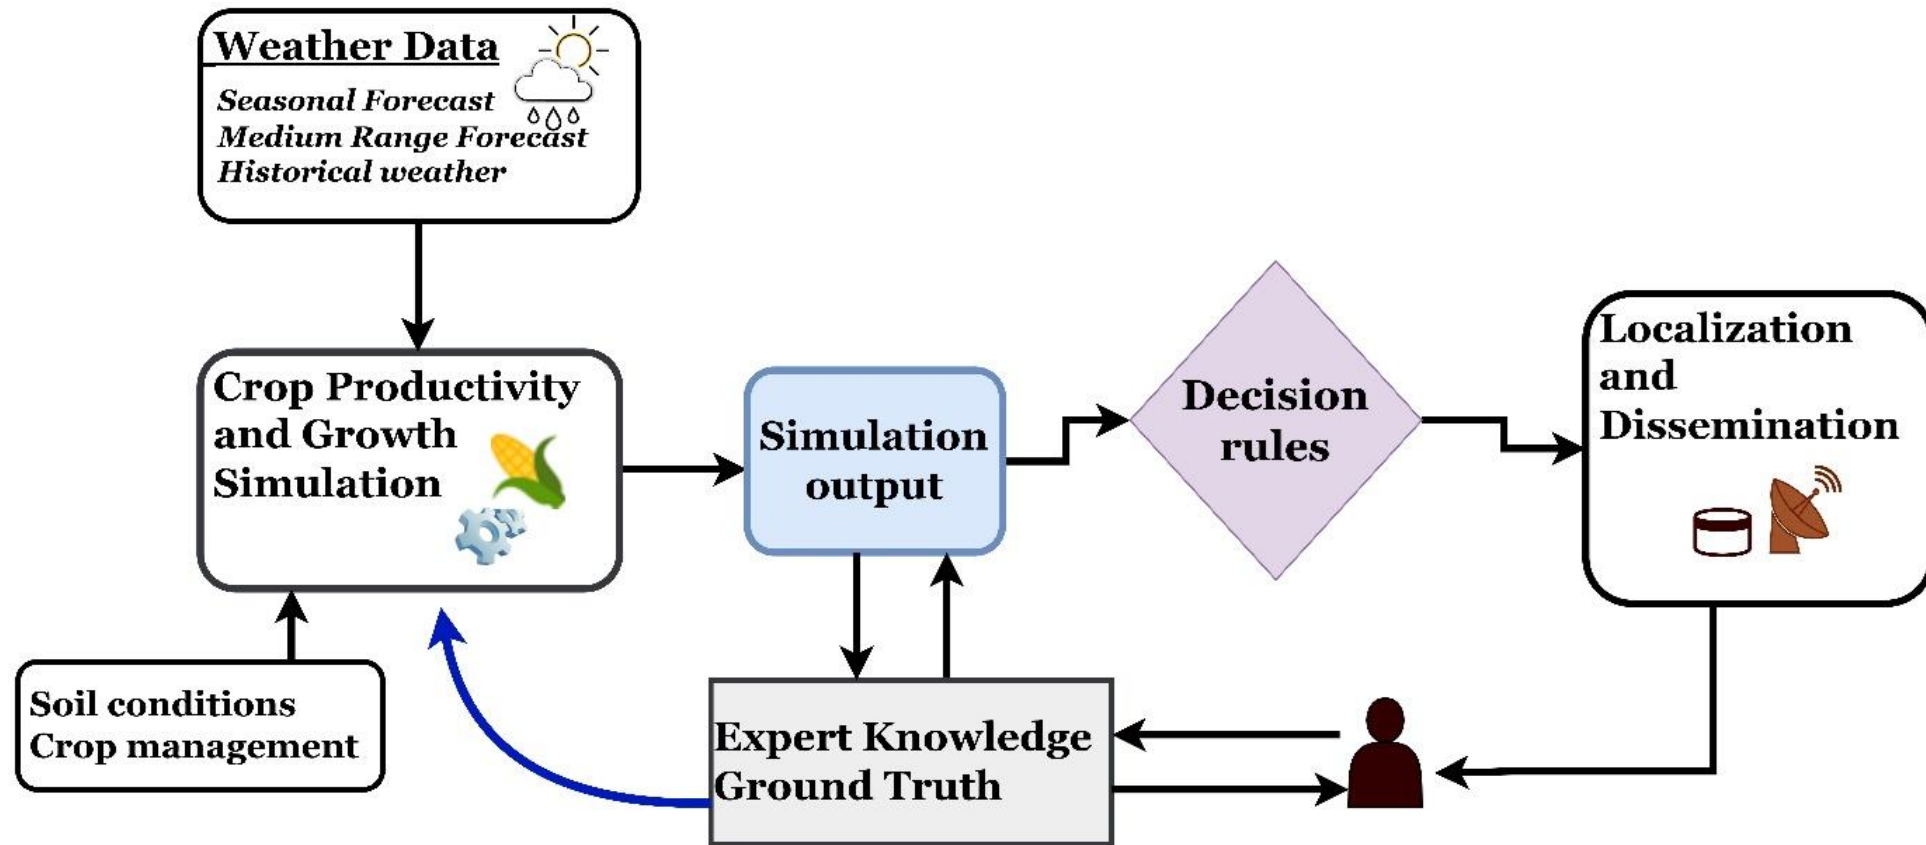 Weather Data
Seasonal Forecast
Medium Range Forecast
Historical weather
Crop Productivity
and Growth
Simulation
Simulation
output
Decision
rules
Localization
and
Dissemination
Soil conditions
Crop management
Expert Knowledge
Ground Truth